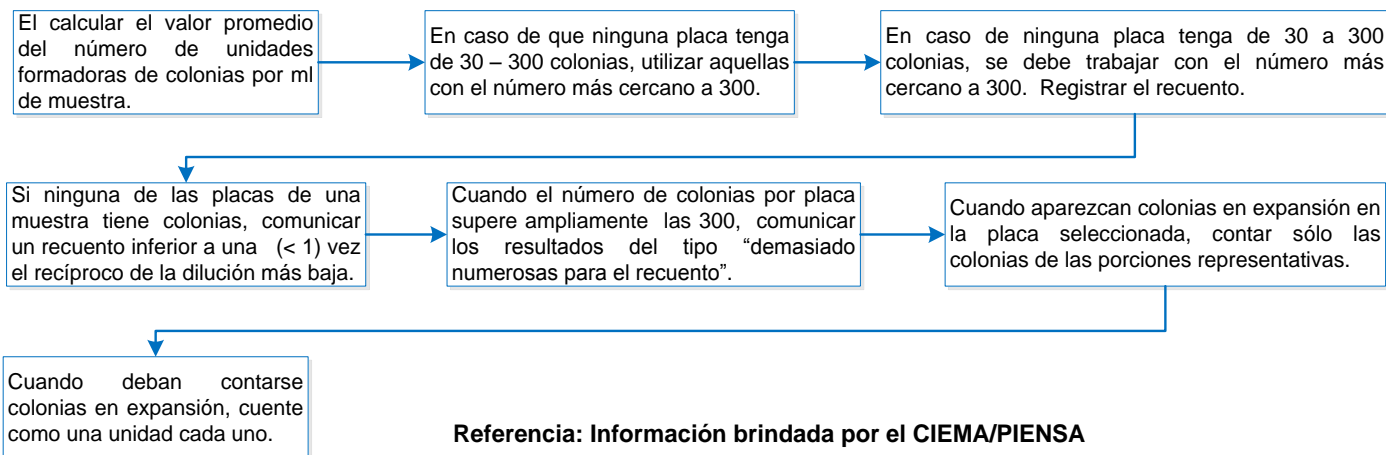 El calcular el valor promedio
del número de unidades
formadoras de colonias por ml
de muestra.
En caso de que ninguna placa tenga
de 30 – 300 colonias, utilizar aquellas
con el número más cercano a 300.
En caso de ninguna placa tenga de 30 a 300
colonias, se debe trabajar con el número más
cercano a 300. Registrar el recuento.
Si ninguna de las placas de una
muestra tiene colonias, comunicar
un recuento inferior a una (< 1) vez
el recíproco de la dilución más baja.
Cuando el número de colonias por placa
supere ampliamente las 300, comunicar
los resultados del tipo “demasiado
numerosas para el recuento”.
Cuando aparezcan colonias en expansión en
la placa seleccionada, contar sólo las
colonias de las porciones representativas.
Cuando deban contarse
colonias en expansión, cuente
como una unidad cada uno.
Referencia: Información brindada por el CIEMA/PIENSA